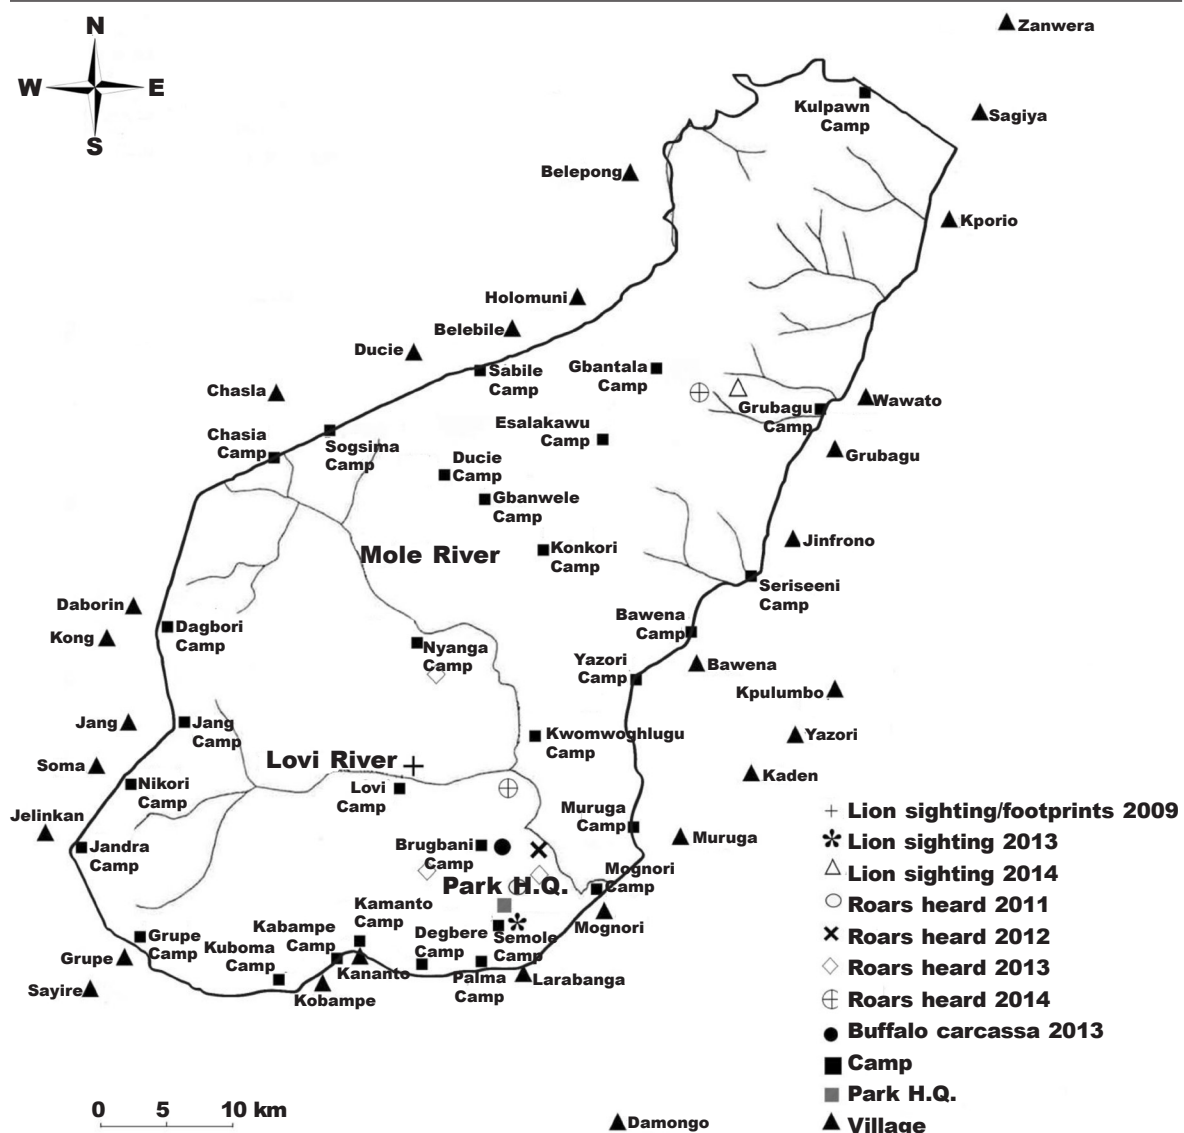 N
W
E
S
Zanwera
Kulpawn
Camp
Sagiya
Belepong
Kporio
Holomuni
Belebile
Ducie
Sabile
Camp
Gbantala
Camp
Chasla
Grubagu
Camp
Wawato
Chasia
Camp
Sogsima
Camp
Esalakawu
Camp
Grubagu
Ducie
Camp
Gbanwele
Camp
Mole River
Konkori
Camp
Jinfrono
Seriseeni
Camp
Daborin
Kong
Dagbori
Camp
Nyanga
Camp
Bawena
Camp
Yazori
Camp
Bawena
Kpulumbo
Jang
Jang
Camp
Kwomwoghlugu
Camp
Yazori
Soma
Lovi River
Nikori
Camp
Lovi
Camp
Kaden
Jelinkan
Jandra
Camp
Brugbani
Camp
Muruga
Camp
Muruga
Park H.Q.
Mognori
Camp
Mognori
Kamanto
Camp
Kabampe
Camp
Kuboma
Camp
Grupe
Camp
Grupe
Degbere
Camp
Semole
Camp
Kananto
Palma
Camp
Larabanga
Sayire
Kobampe
Lion sighting/footprints 2009
Lion sighting 2013
Lion sighting 2014
Roars heard 2011
Roars heard 2012
Roars heard 2013
Roars heard 2014
Buffalo carcassa 2013
Camp
Park H.Q.
Village
0 5 10 km
Damongo